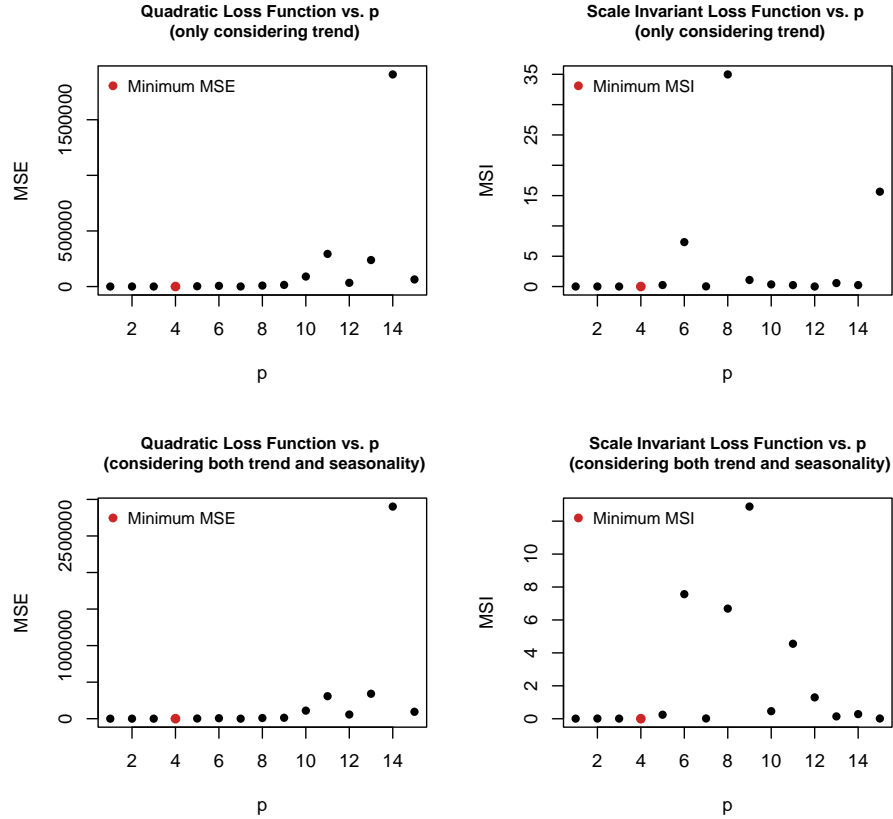 Quadratic Loss Function vs. p
(only considering trend)
MSE
1500000
500000
0
Minimum MSE
2 4 6 8 10 12 14
p
Scale Invariant Loss Function vs. p
(only considering trend)
MSI
35
25
15
5
0
Minimum MSI
2 4 6 8 10 12 14
p
Quadratic Loss Function vs. p
(considering both trend and seasonality)
MSE
2500000
1000000
0
Minimum MSE
2 4 6 8 10 12 14
p
Scale Invariant Loss Function vs. p
(considering both trend and seasonality)
MSI
10
8
6
4
2
0
Minimum MSI
2 4 6 8 10 12 14
p